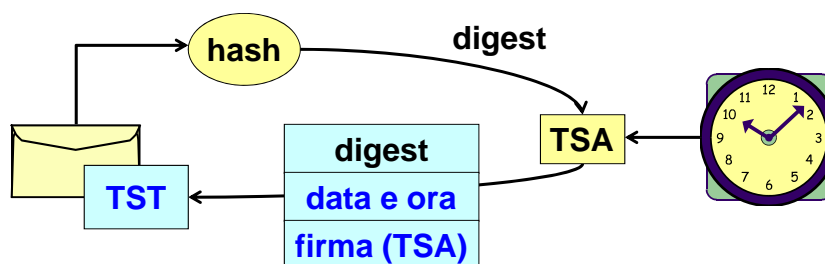 hash
digest
TSA
digest
data e ora
firma (TSA)
TST
12
1
2
3
4
5
6
7
8
9
10
11